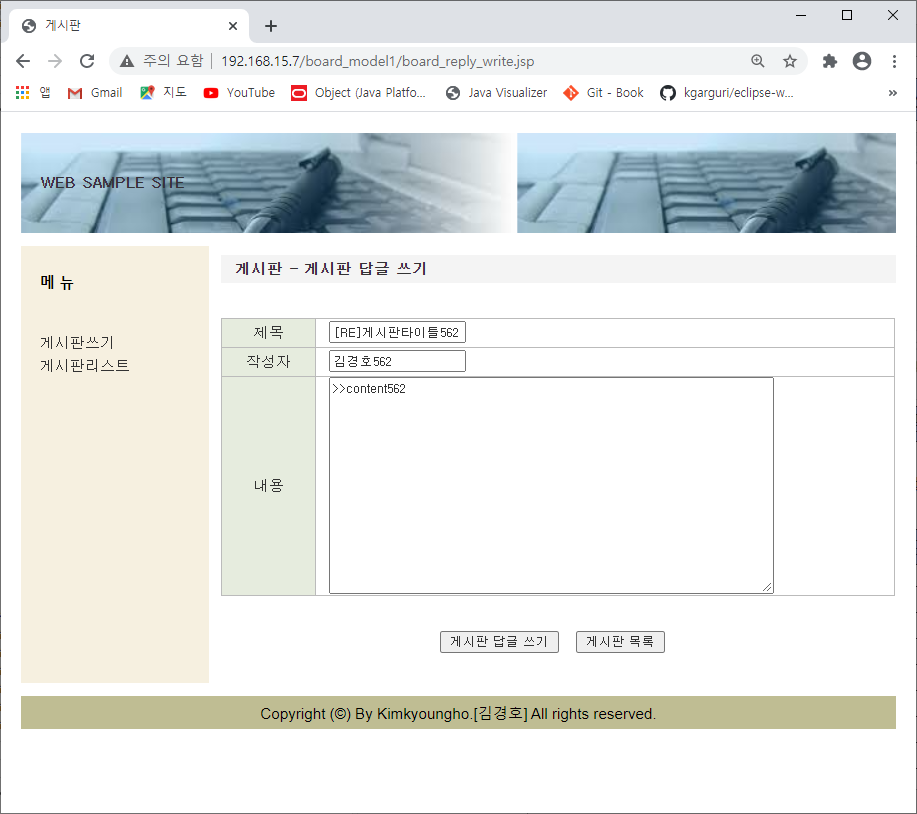 게시판
주의 요함 | 192.168.15.7/board_model1/board_reply_write.jsp
앱 Gmail 지도 YouTube Object (Java Platfo... Java Visualizer Git - Book kgarguri/eclipse-w... »
WEB SAMPLE SITE
메 뉴
게시판쓰기
게시판리스트
게시판 - 게시판 답글 쓰기
제목 [RE]게시판타이틀562
작성자 김경호562
내용 >>content562
게시판 답글 쓰기 게시판 목록
Copyright (©) By Kimkyoungho.[김경호] All rights reserved.